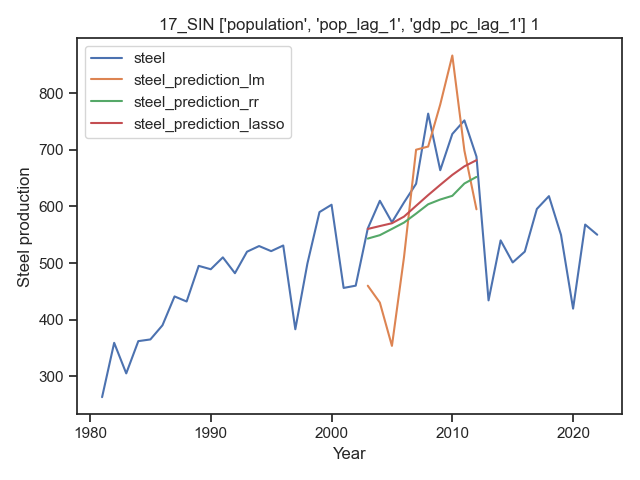 17_SIN ['population', 'pop_lag_1', 'gdp_pc_lag_1'] 1
steel
steel_prediction_lm
steel_prediction_rr
steel_prediction_lasso
Steel production
800
700
600
500
400
300
1980
1990
2000
2010
2020
Year